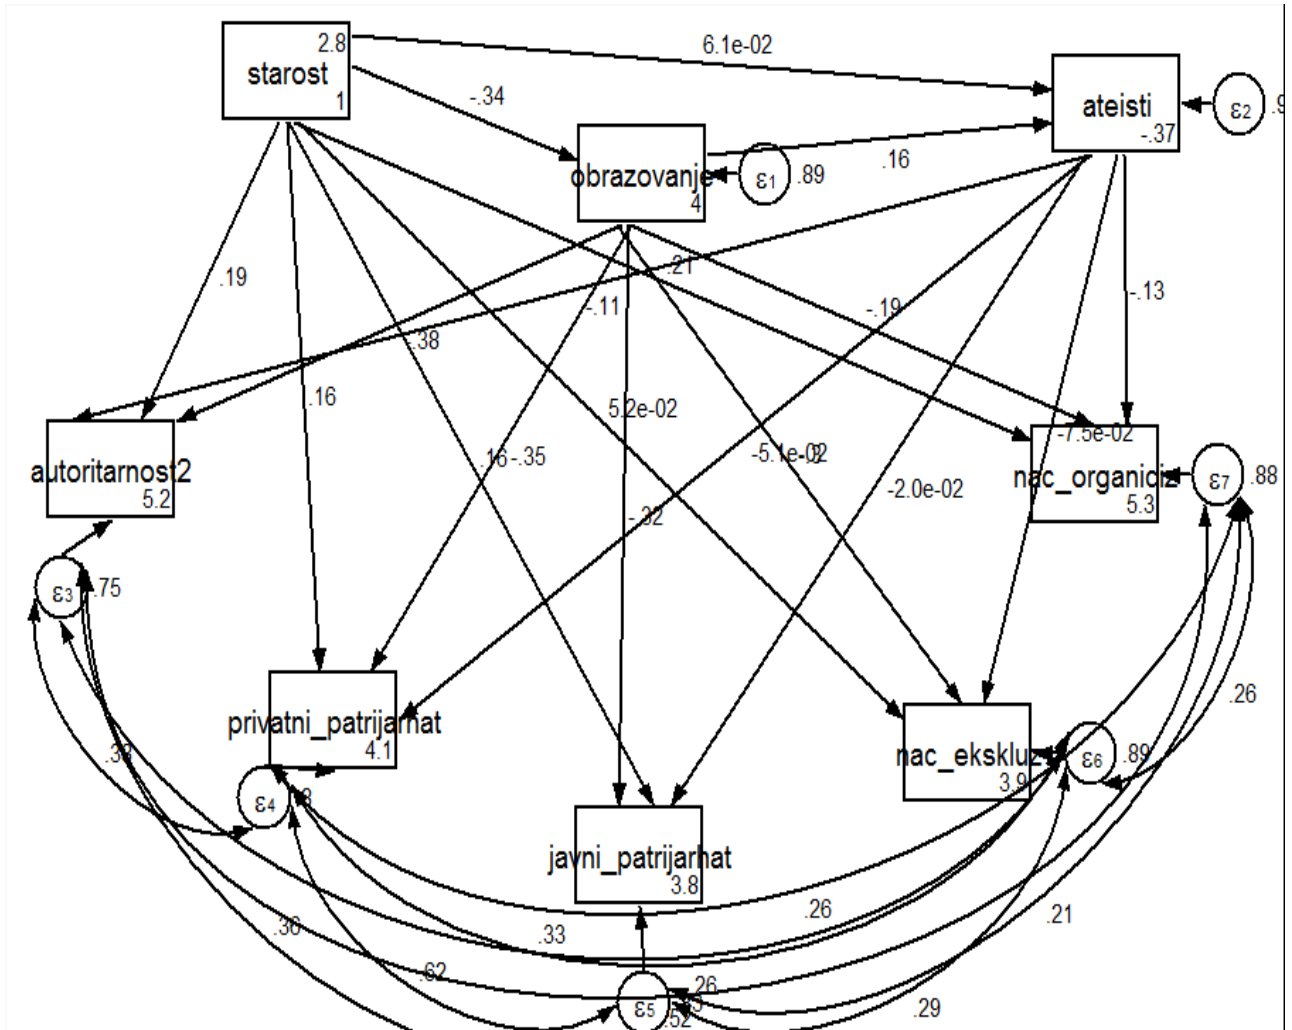 2.8
starost
1
6.1e-02
ateisti
-.37
ε2
-.34
.16
obrazovanje
4
ε1
.89
.19
.21
-.11
-.19
-.13
-.38
.16
5.2e-02
-7.5e-02
.16
-.35
-5.1e-02
-2.0e-02
-.32
autoritarnost2
5.2
nac_organiciz
5.3
ε7
.88
ε3
.75
.26
privatni_patrijarhat
4.1
nac_ekskluz
3.9
ε6
.89
ε4
javni_patrijarhat
3.8
.26
.21
.36
.33
.62
.26
ε5
.52
.29